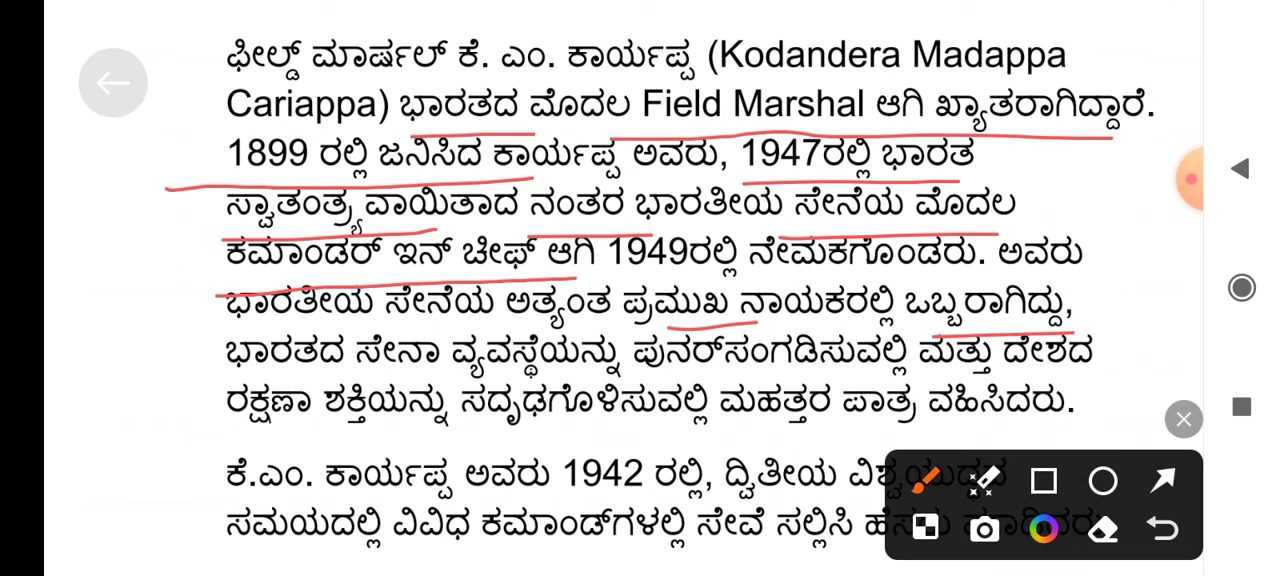 ಫೀಲ್ಡ್ ಮಾರ್ಷಲ್ ಕೆ. ಎಂ. ಕಾರ್ಯಪ್ಪ (Kodandera Madappa
Cariappa) ಭಾರತದ ಮೊದಲ Field Marshal ಆಗಿ ಖ್ಯಾತರಾಗಿದ್ದಾರೆ.
1899 ರಲ್ಲಿ ಜನಿಸಿದ ಕಾರ್ಯಪ್ಪ ಅವರು, 1947ರಲ್ಲಿ ಭಾರತ
ಸ್ವಾತಂತ್ರ್ಯವಾಯಿತಾದ ನಂತರ ಭಾರತೀಯ ಸೇನೆಯ ಮೊದಲ
ಕಮಾಂಡರ್ ಇನ್ ಚೀಫ್ ಆಗಿ 1949ರಲ್ಲಿ ನೇಮಕಗೊಂಡರು. ಅವರು
ಭಾರತೀಯ ಸೇನೆಯ ಅತ್ಯಂತ ಪ್ರಮುಖ ನಾಯಕರಲ್ಲಿ ಒಬ್ಬರಾಗಿದ್ದು,
ಭಾರತದ ಸೇನಾ ವ್ಯವಸ್ಥೆಯನ್ನು ಪುನರ್‌ಸಂಗಡಿಸುವಲ್ಲಿ ಮತ್ತು ದೇಶದ
ರಕ್ಷಣಾ ಶಕ್ತಿಯನ್ನು ಸದೃಢಗೊಳಿಸುವಲ್ಲಿ ಮಹತ್ತರ ಪಾತ್ರ ವಹಿಸಿದರು.
ಕೆ.ಎಂ. ಕಾರ್ಯಪ್ಪ ಅವರು 1942 ರಲ್ಲಿ, ದ್ವಿತೀಯ
ಸಮಯದಲ್ಲಿ ವಿವಿಧ ಕಮಾಂಡ್‌ಗಳಲ್ಲಿ ಸೇವೆ ಸಲ್ಲಿಸಿ